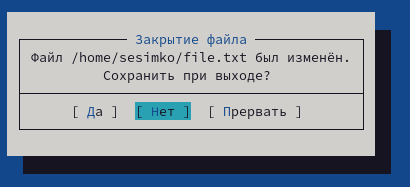 Закрытие файла
Файл /home/sesimko/file.txt был изменён.
Сохранить при выходе?
[ Да ] [ Нет ] [ Прервать ]